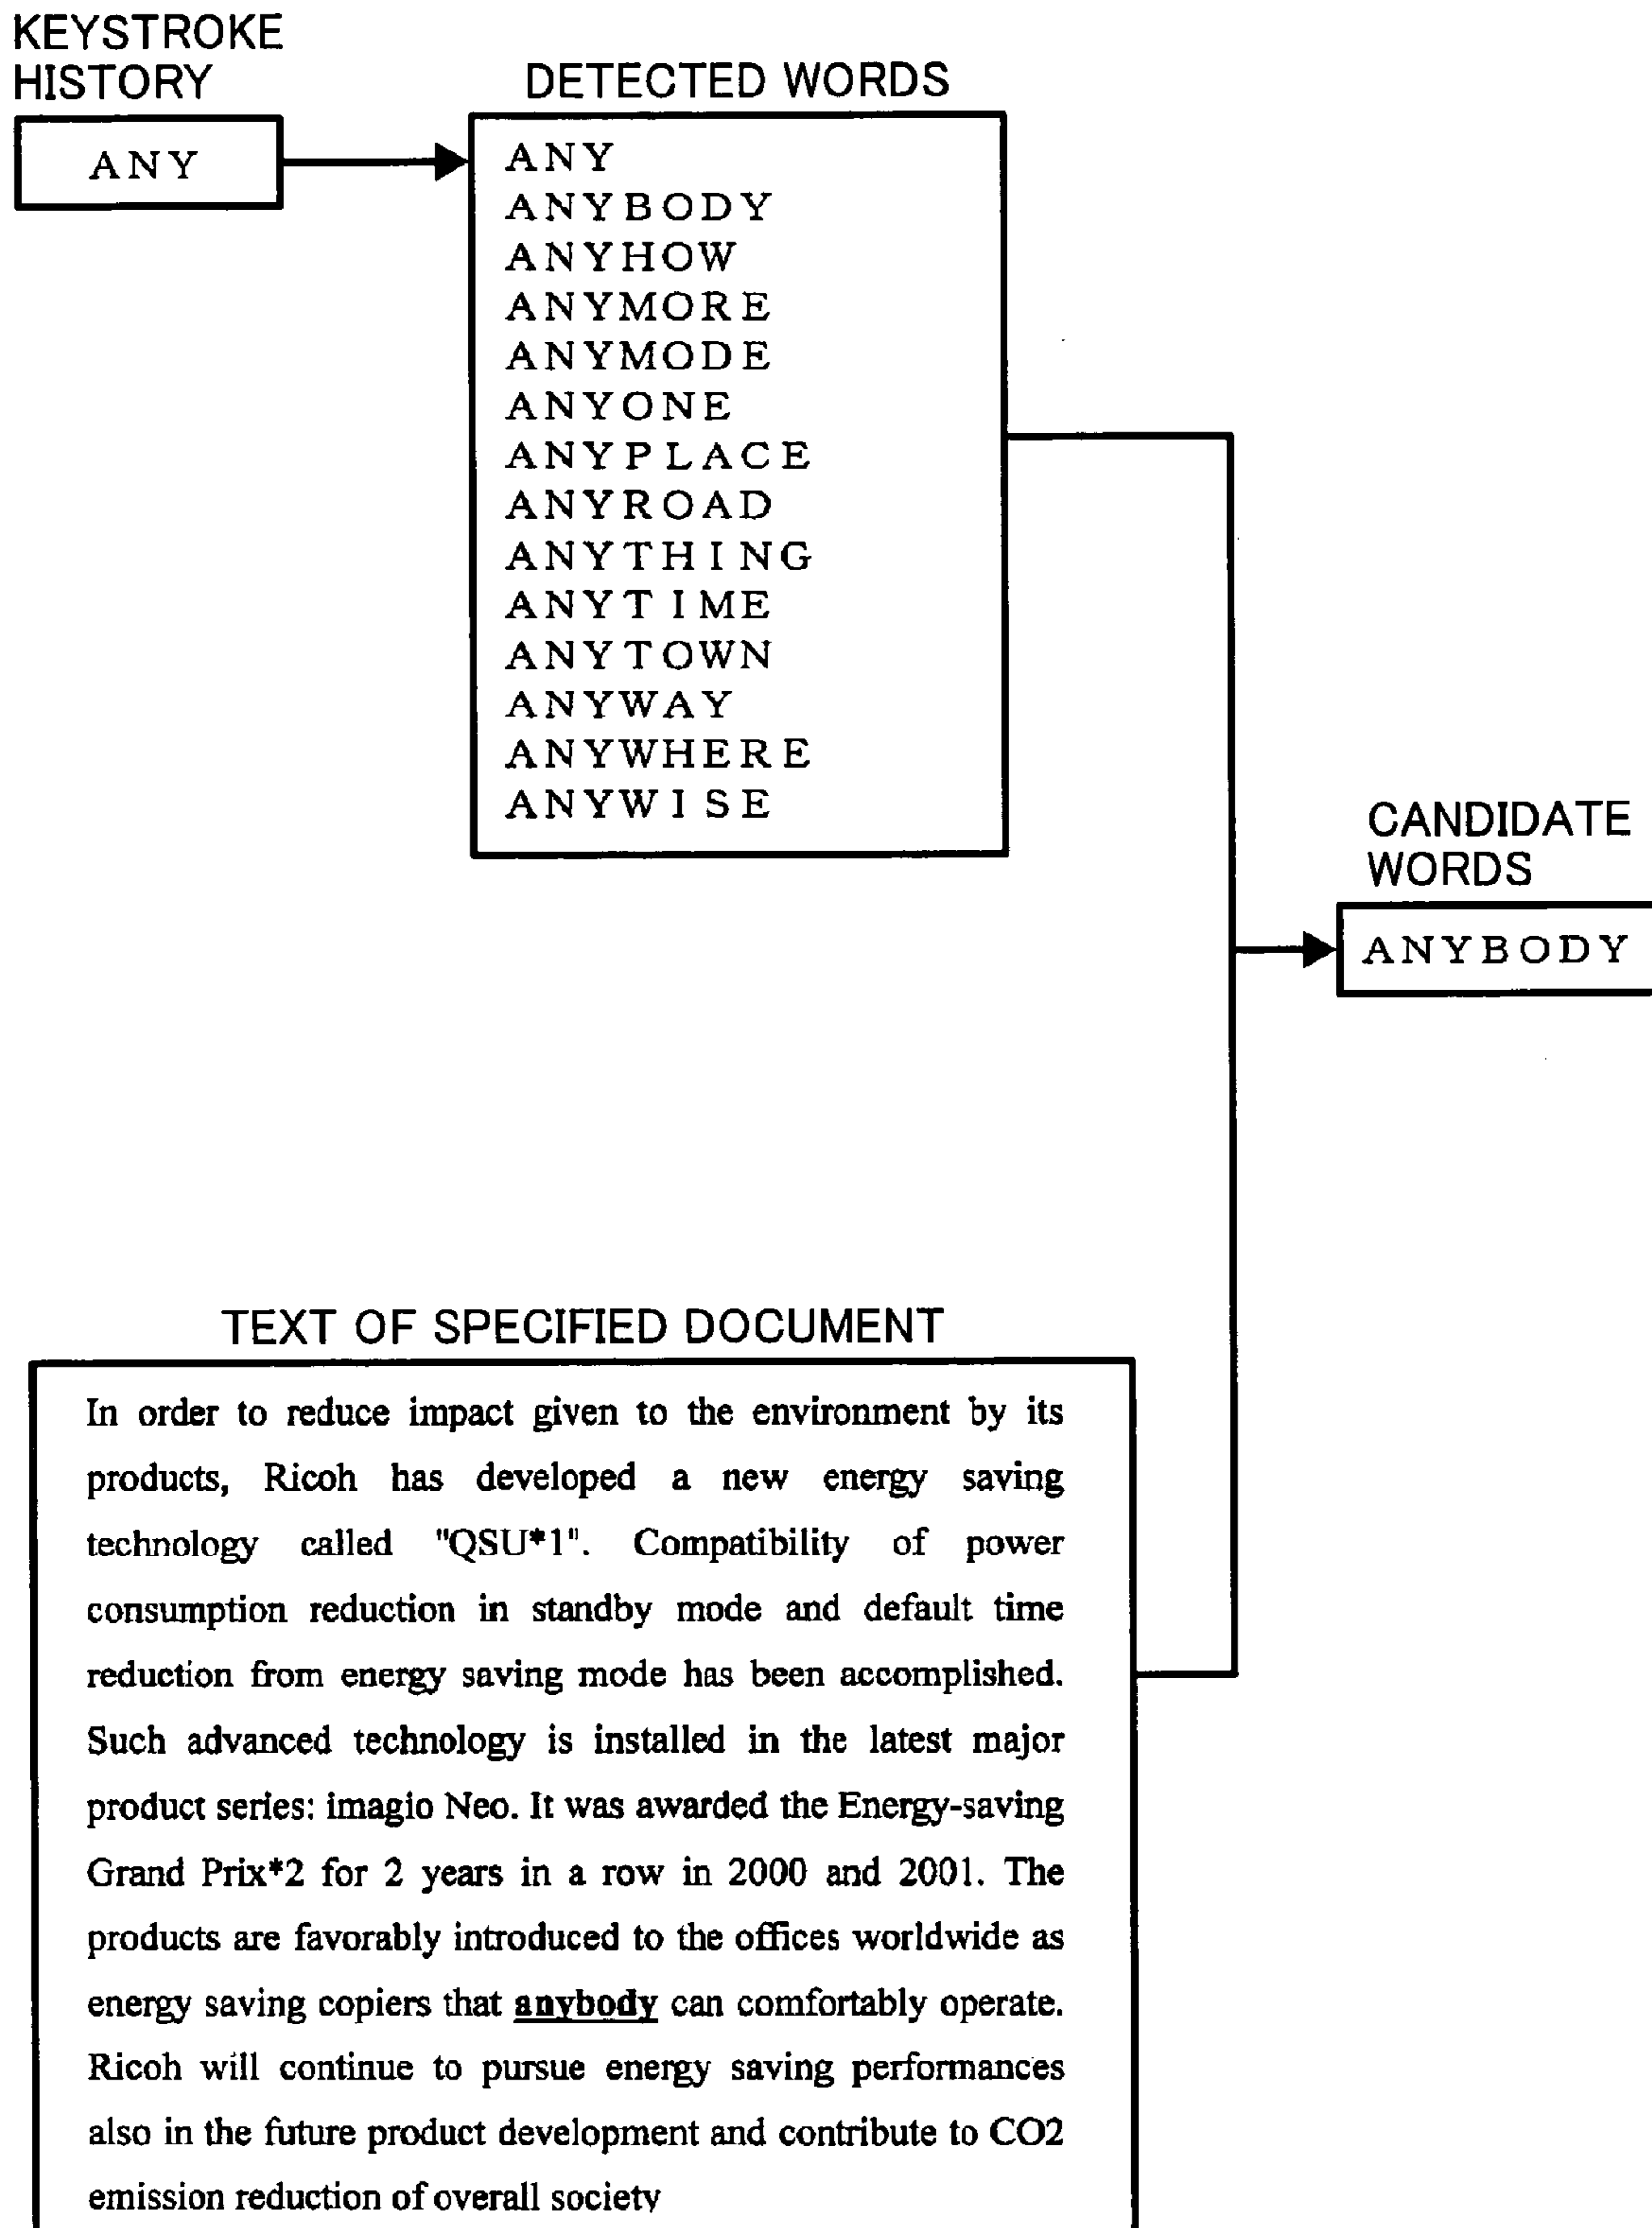 KEYSTROKE
HISTORY
ANY
DETECTED WORDS
ANY
ANYBODY
ANYHOW
ANYMORE
ANYMODE
ANYONE
ANYPLACE
ANYROAD
ANYTHING
ANYTIME
ANYTOWN
ANYWAY
ANYWHERE
ANYWISE
CANDIDATE
WORDS
ANYBODY
TEXT OF SPECIFIED DOCUMENT
In order to reduce impact given to the environment by its
products, Ricoh has developed a new energy saving
technology called "QSU*1". Compatibility of power
consumption reduction in standby mode and default time
reduction from energy saving mode has been accomplished.
Such advanced technology is installed in the latest major
product series: imagio Neo. It was awarded the Energy-saving
Grand Prix*2 for 2 years in a row in 2000 and 2001. The
products are favorably introduced to the offices worldwide as
energy saving copiers that anybody can comfortably operate.
Ricoh will continue to pursue energy saving performances
also in the future product development and contribute to CO2
emission reduction of overall society